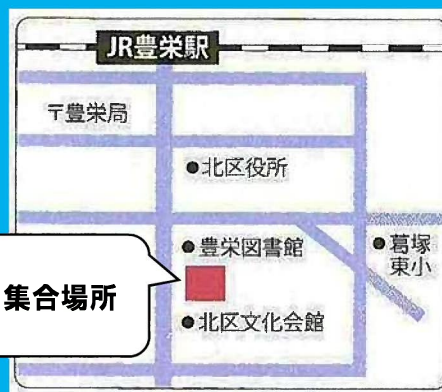 JR豊栄駅
〒豊栄局
●北区役所
●豊栄図書館
●葛塚
東小
集合場所
●北区文化会館